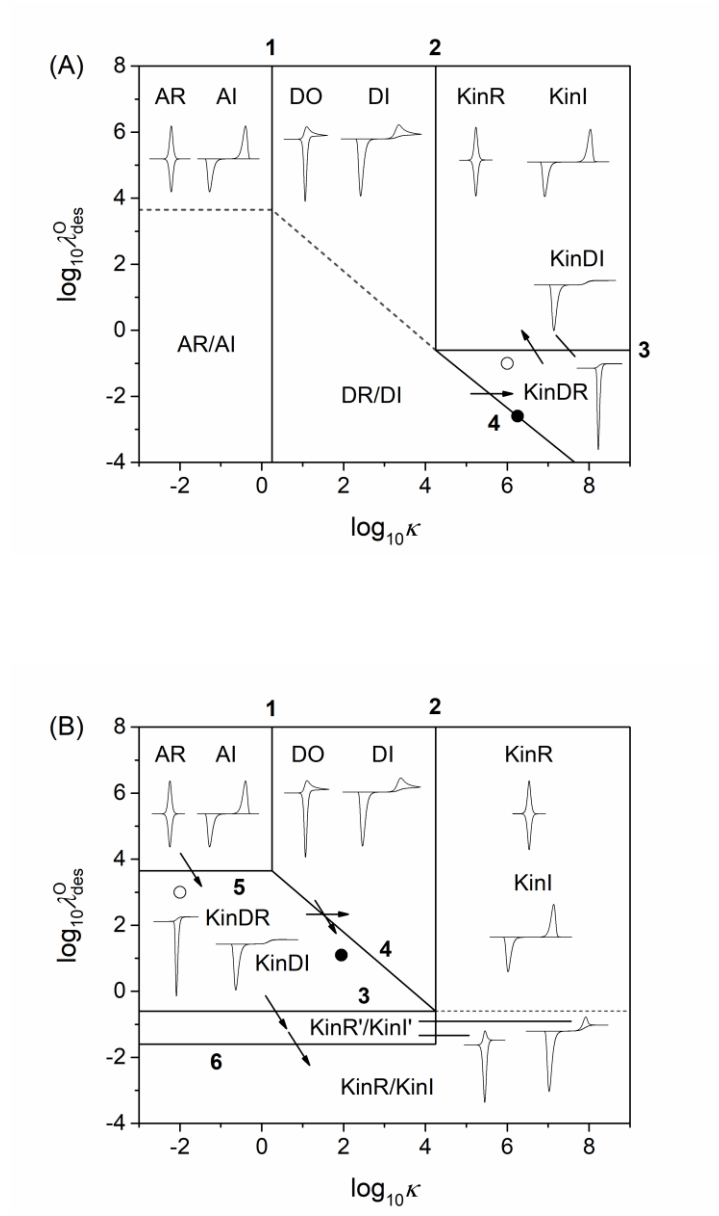 1 2
(A)
8
AR AI DO DI KinR KinI
6
4
2
KinDI
0
AR/AI
3
-2
DR/DI
KinDR
4
-4
-2 0 2 4 6 8
log₁₀κ
log₁₀λᴼdes
1 2
(B)
8
AR AI DO DI KinR
6
4
KinI
5
KinDR
2
4
KinDI
0
3
KinR'/KinI'
-2
6
KinR/KinI
-4
-2 0 2 4 6 8
log₁₀κ
log₁₀λᴼdes